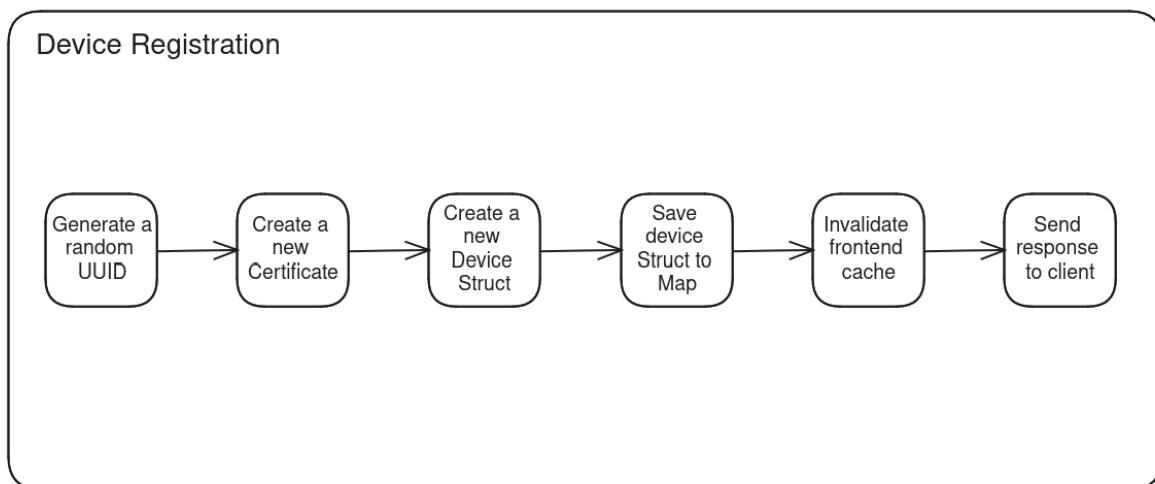 Device Registration
Generate a
random
UUID
Create a
new
Certificate
Create a
new
Device
Struct
Save
device
Struct to
Map
Invalidate
frontend
cache
Send
response
to client